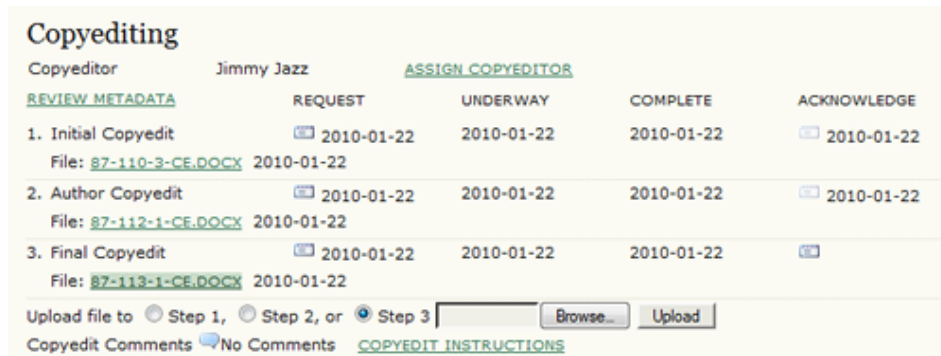 Copyediting
Copyeditor Jimmy Jazz ASSIGN COPYEDITOR
REVIEW METADATA REQUEST UNDERWAY COMPLETE ACKNOWLEDGE
1. Initial Copyedit 2010-01-22 2010-01-22 2010-01-22 2010-01-22
File: 87-110-3-CE.DOCX 2010-01-22
2. Author Copyedit 2010-01-22 2010-01-22 2010-01-22 2010-01-22
File: 87-112-1-CE.DOCX 2010-01-22
3. Final Copyedit 2010-01-22 2010-01-22 2010-01-22
File: 87-113-1-CE.DOCX 2010-01-22
Upload file to Step 1, Step 2, or Step 3 Browse... Upload
Copyedit Comments No Comments COPYEDIT INSTRUCTIONS